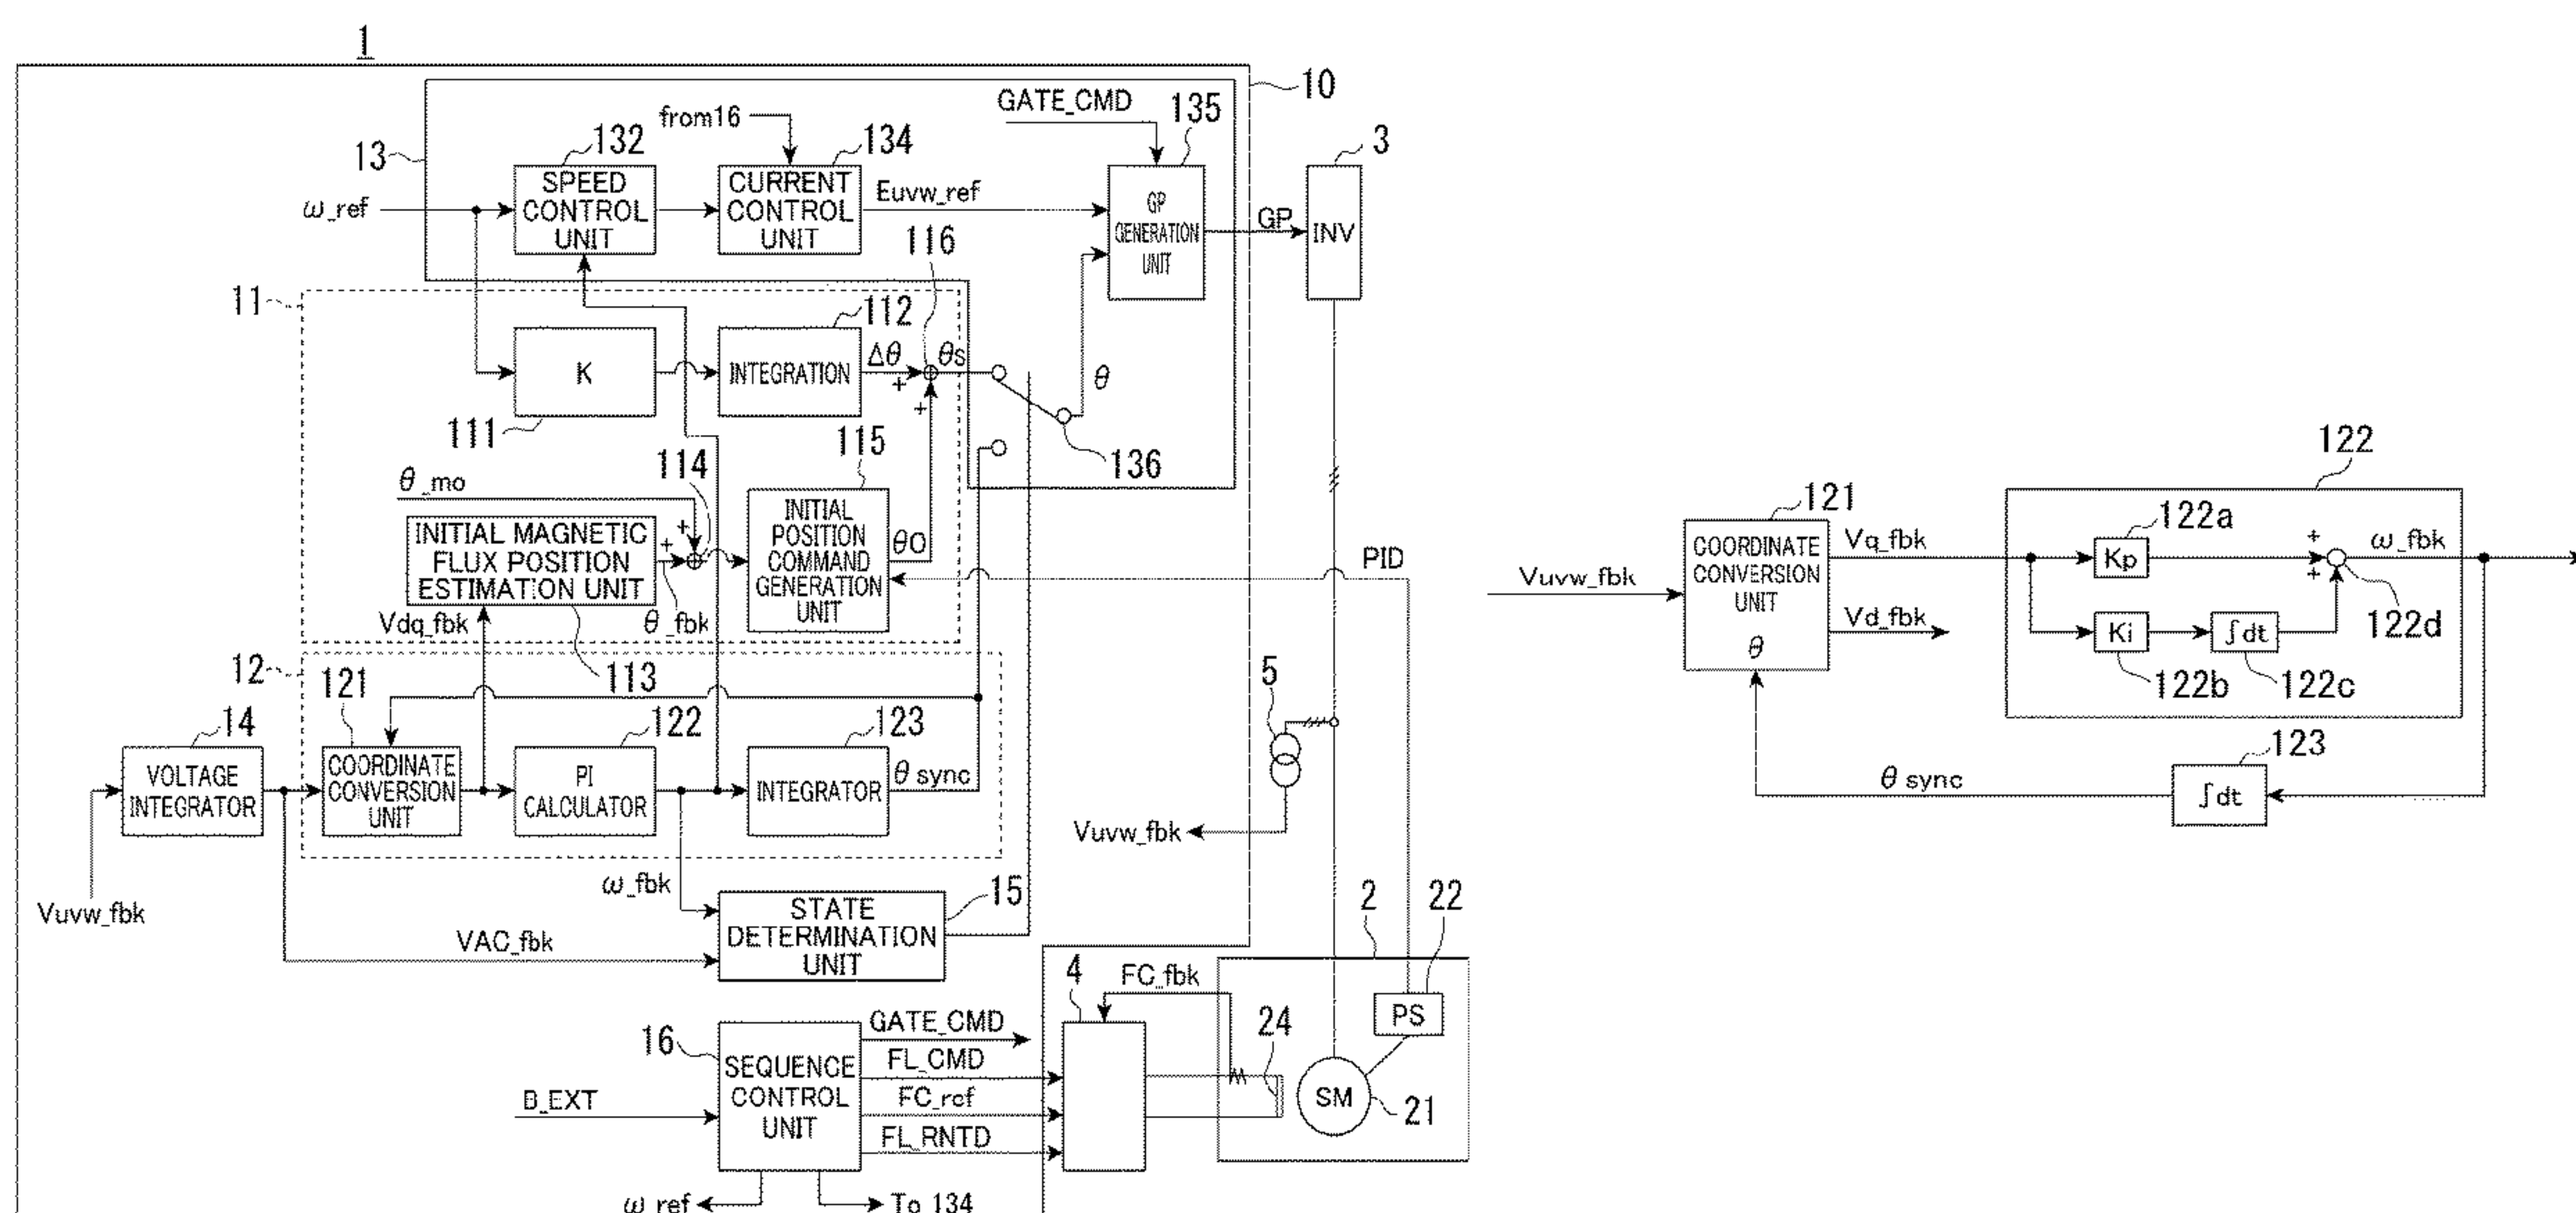 1
10
from16
GATE_CMD
135
132
134
3
13
SPEED
CONTROL
UNIT
CURRENT
CONTROL
UNIT
Euvw_ref
GP
GENERATION
UNIT
ω_ref
GP
INV
116
11
112
K
INTEGRATION
Δθ
+
θs
+
θ
111
115
136
114
θ_mo
+
INITIAL MAGNETIC
FLUX POSITION
ESTIMATION UNIT
+
INITIAL
POSITION
COMMAND
GENERATION
UNIT
θ0
PID
Vdq_fbk
θ_fbk
113
12
121
14
122
123
5
VOLTAGE
INTEGRATOR
COORDINATE
CONVERSION
UNIT
PI
CALCULATOR
INTEGRATOR
θ sync
Vuvw_fbk
Vuvw_fbk
ω_fbk
VAC_fbk
STATE
DETERMINATION
UNIT
15
2
22
4
FC_fbk
PS
24
16
SEQUENCE
CONTROL
UNIT
GATE_CMD
FL_CMD
FC_ref
FL_RNTD
B_EXT
SM
21
ω_ref
To 134
122
121
122a
COORDINATE
CONVERSION
UNIT
θ
Vq_fbk
Kp
+
+
ω_fbk
Vuvw_fbk
Vd_fbk
Ki
∫dt
122d
122b
122c
123
θ sync
∫dt